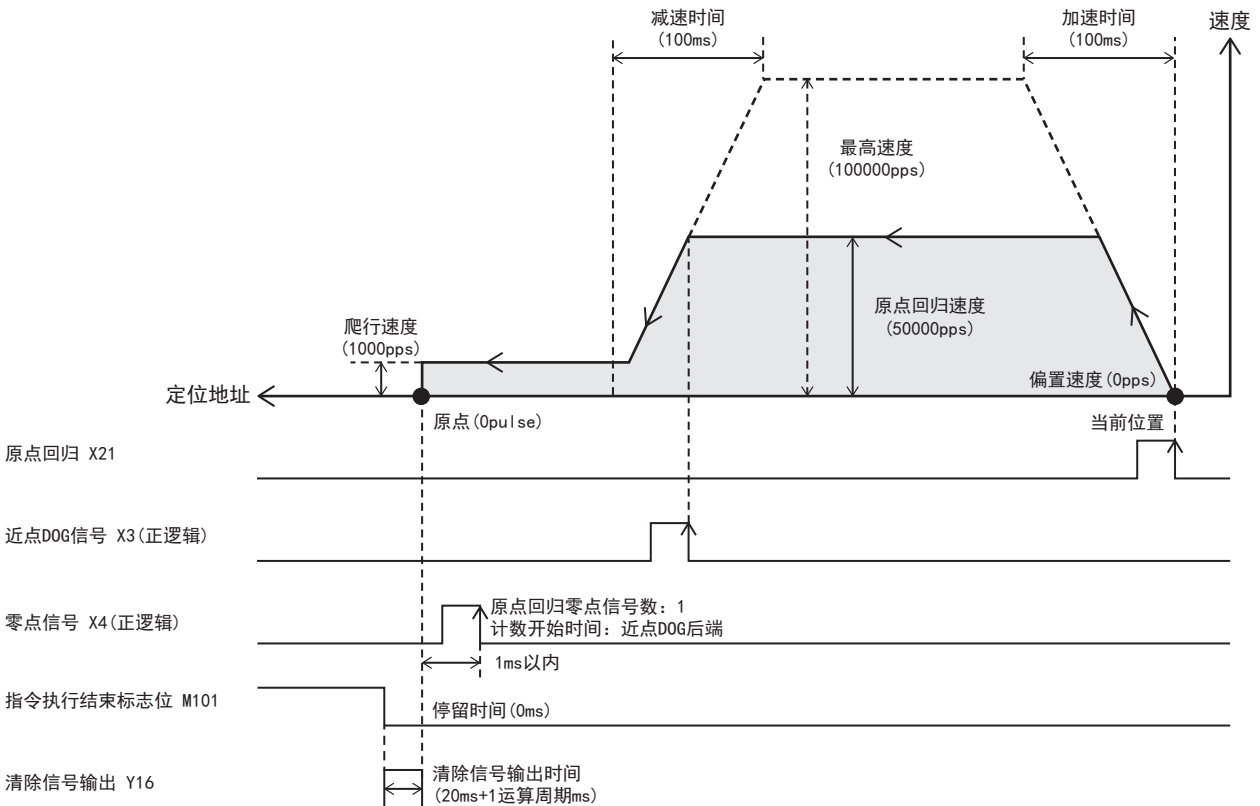 减速时间
(100ms)
加速时间
(100ms)
速度
最高速度
(100000pps)
原点回归速度
(50000pps)
爬行速度
(1000pps)
偏置速度(0pps)
定位地址
原点(0pulse)
当前位置
原点回归 X21
近点DOG信号 X3(正逻辑)
零点信号 X4(正逻辑)
原点回归零点信号数：1
计数开始时间：近点DOG后端
1ms以内
指令执行结束标志位 M101
停留时间(0ms)
清除信号输出 Y16
清除信号输出时间
(20ms+1运算周期ms)